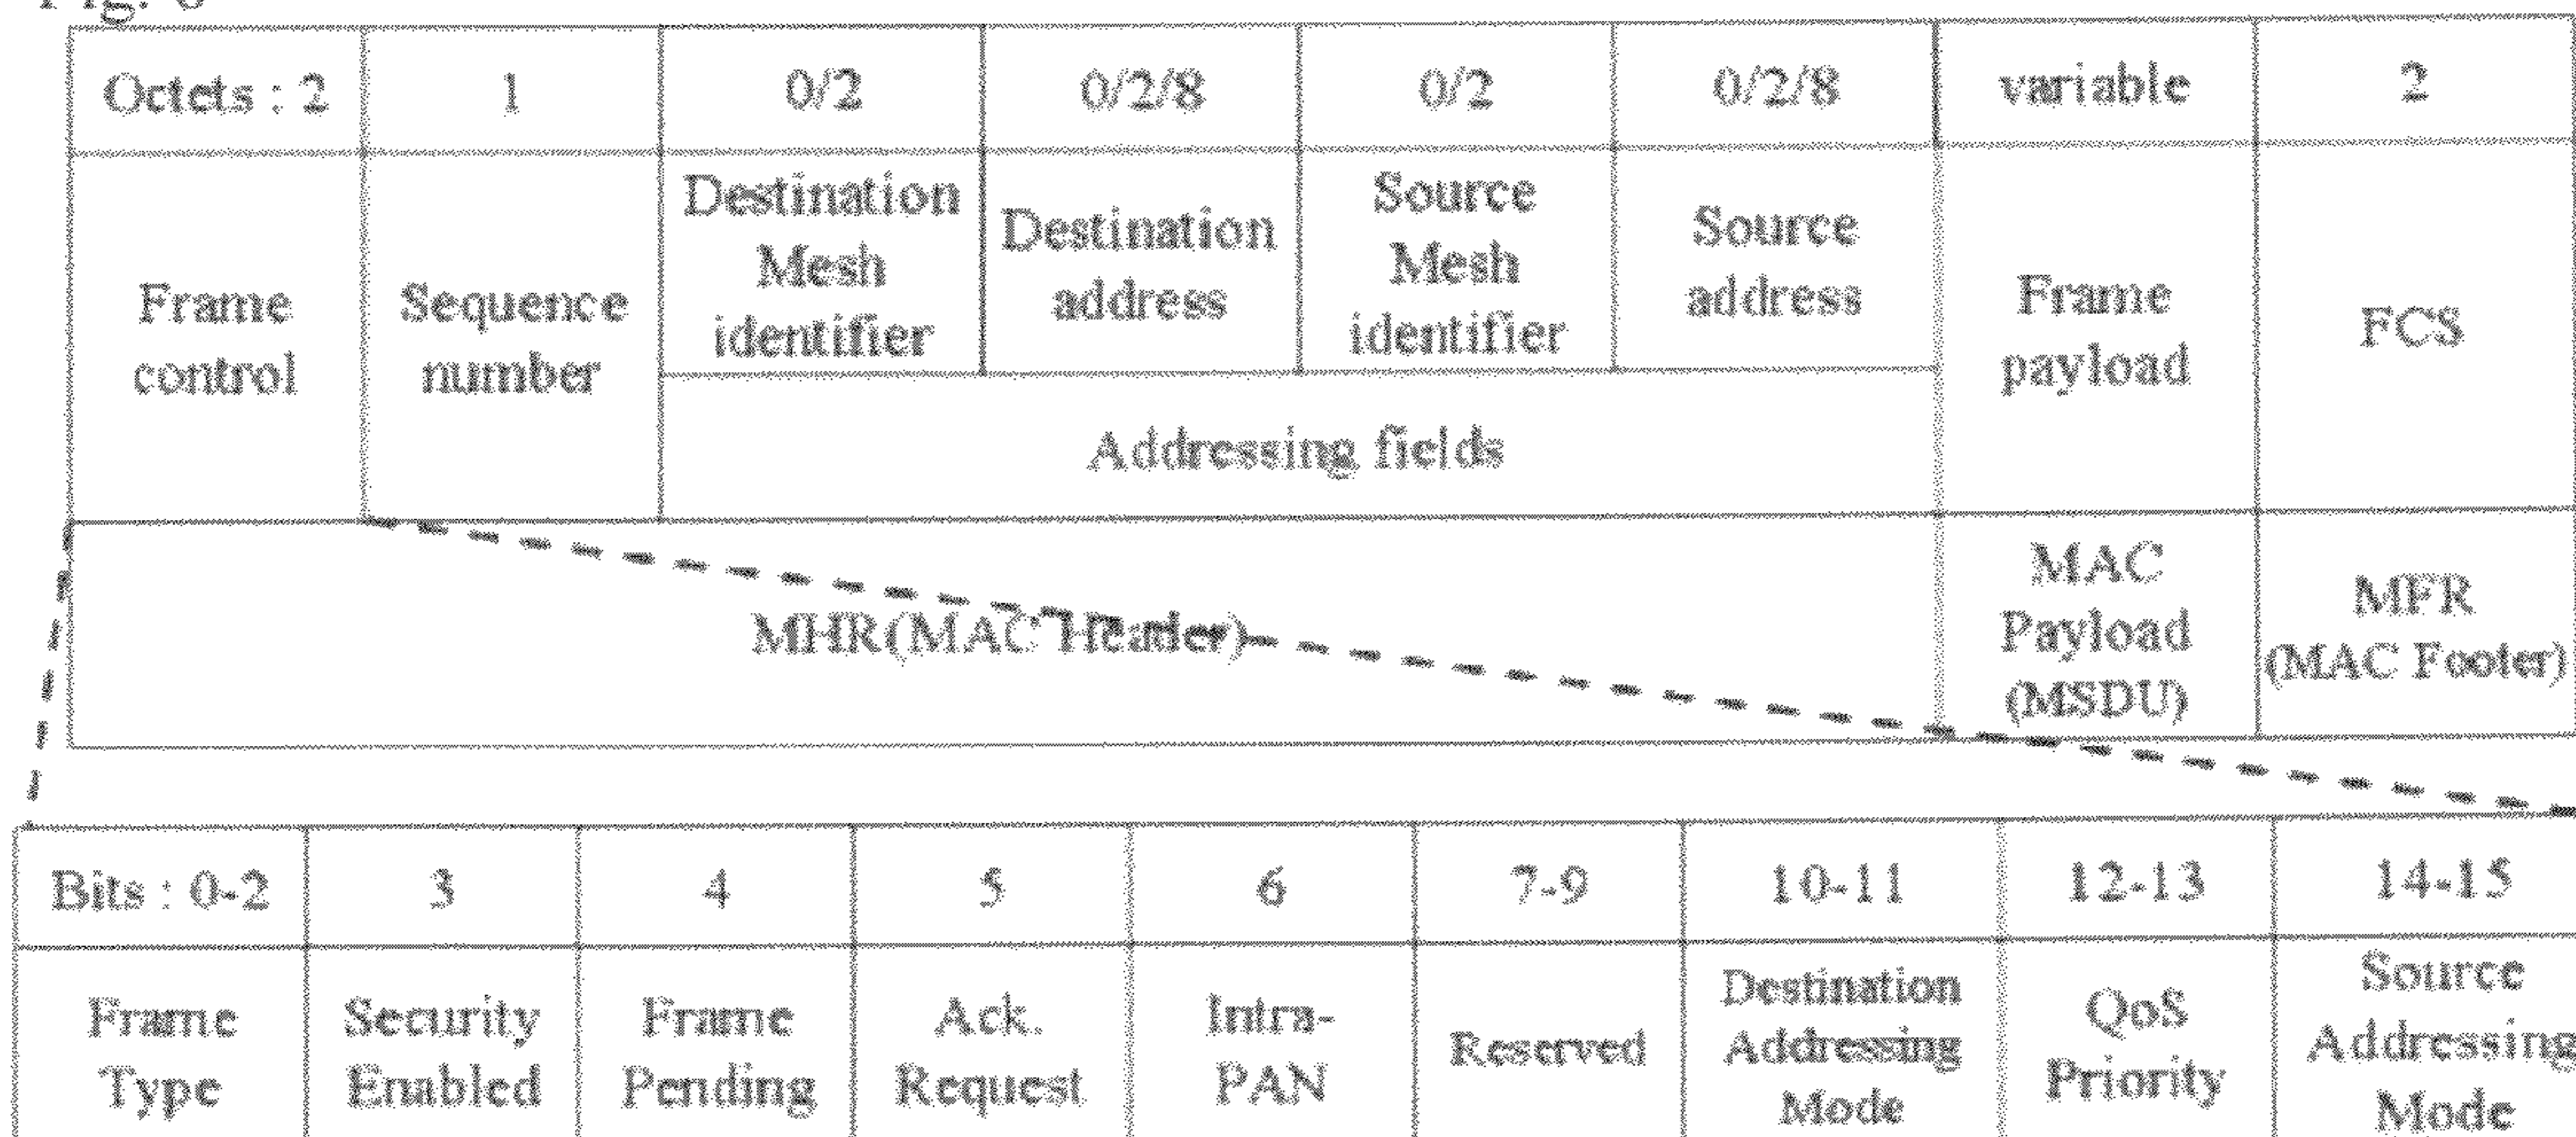 Octets : 2 1 0/2 0/2/8 0/2 0/2/8 variable 2
Frame
control
Sequence
number
Destination
Mesh
identifier
Destination
address
Source
Mesh
identifier
Source
address
Frame
payload
FCS
Addressing fields
MHR(MAC Header)
MAC
Payload
(MSDU)
MFR
(MAC Footer)
Bits : 0-2 3 4 5 6 7-9 10-11 12-13 14-15
Frame
Type
Security
Enabled
Frame
Pending
Ack.
Request
Intra-
PAN
Reserved
Destination
Addressing
Mode
QoS
Priority
Source
Addressing
Mode